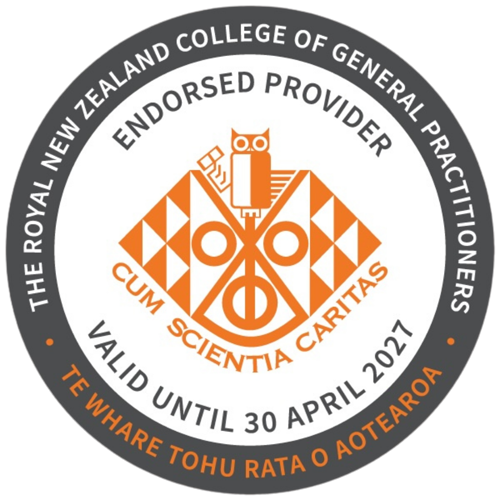 THE ROYAL NEW ZEALAND COLLEGE OF GENERAL PRACTITIONERS
ENDORSED PROVIDER
CUM SCIENTIA CARITAS
VALID UNTIL 30 APRIL 2027
• TE WHARE TOHU RATA O AOTEAROA •